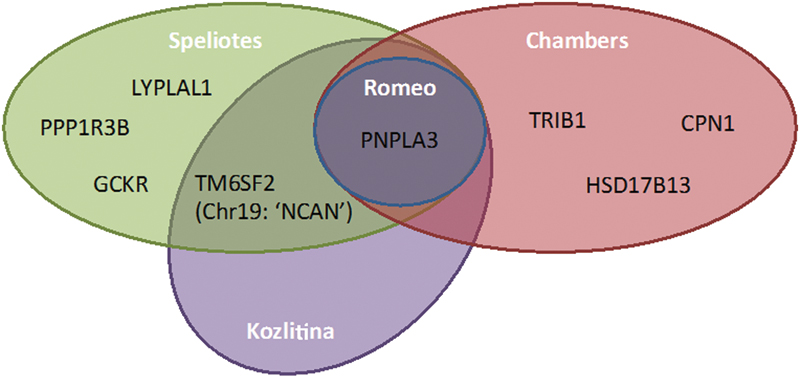 Speliotes
Chambers
LYPLAL1
Romeo
PPP1R3B
TRIB1
CPN1
PNPLA3
GCKR
TM6SF2
(Chr19: ‘NCAN’)
HSD17B13
Kozlitina